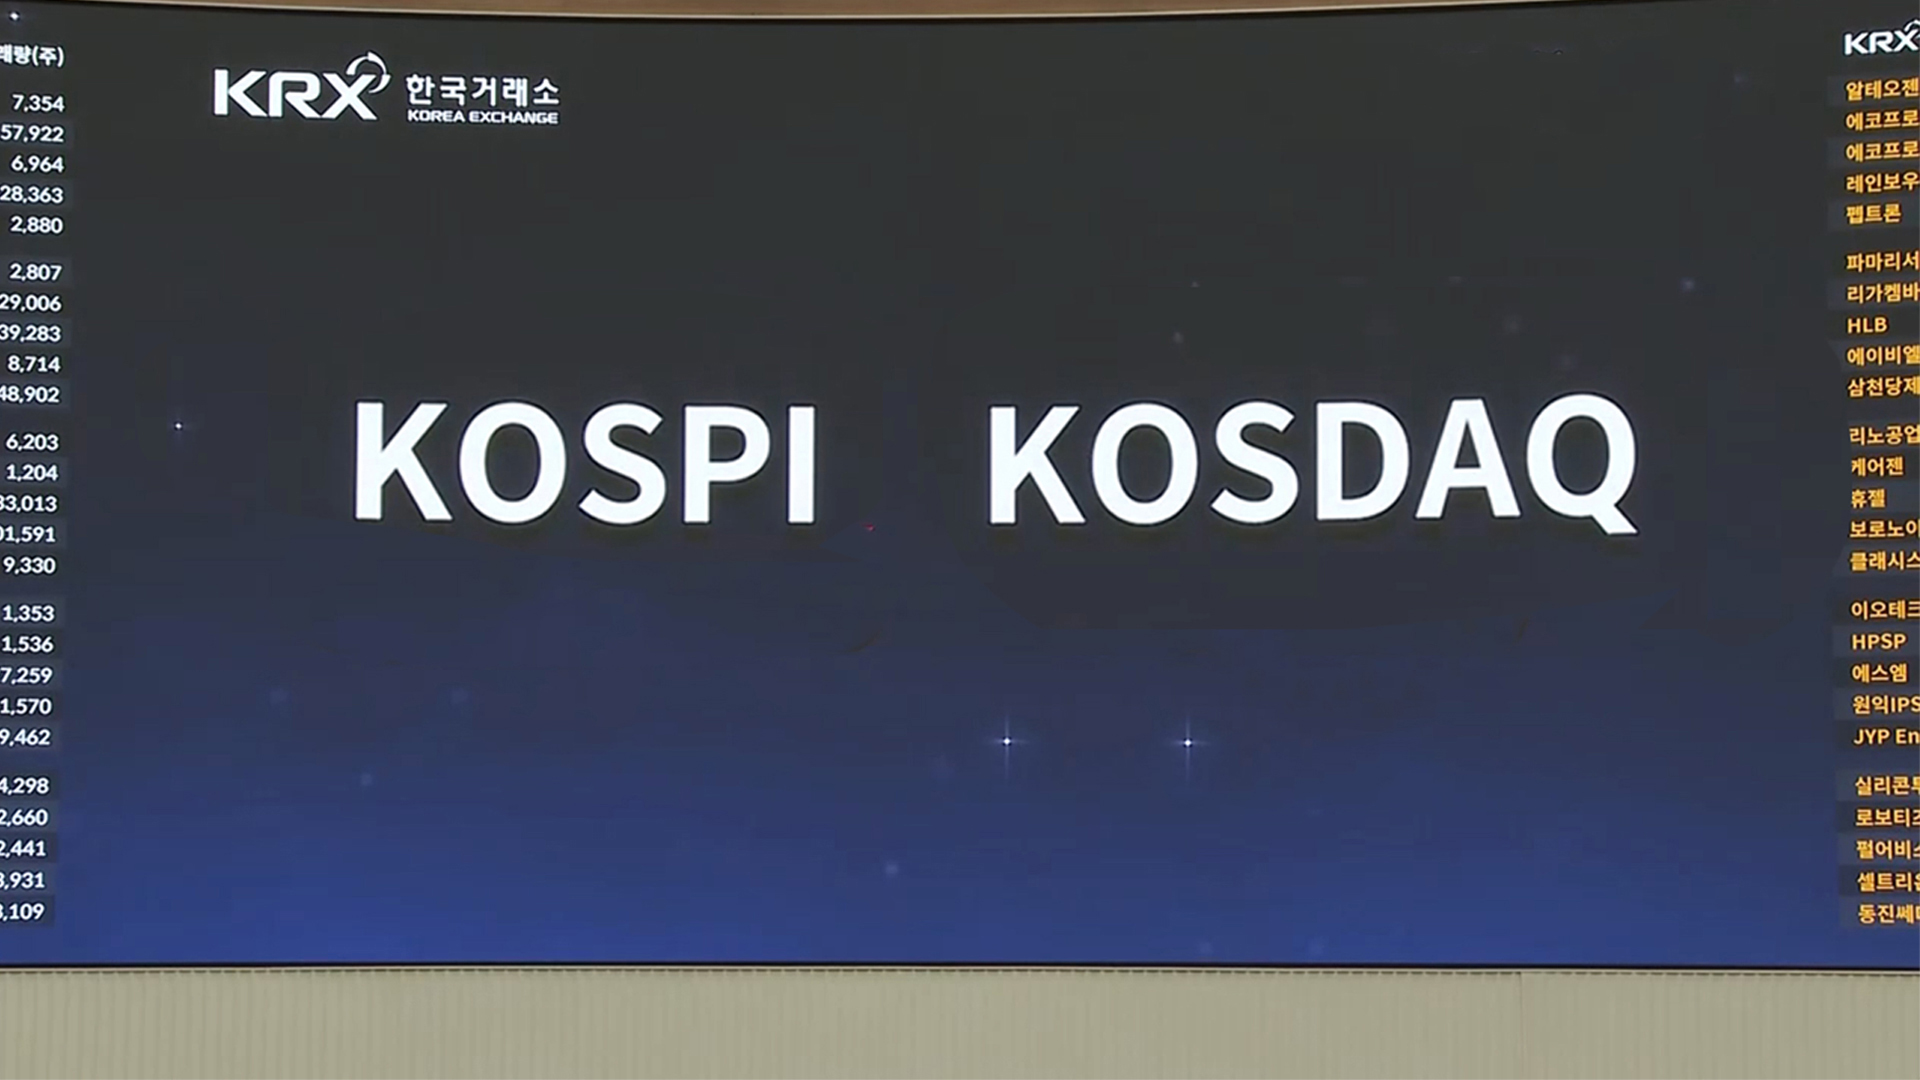 래량(주)
7,354
57,922
6,964
28,363
2,880
2,807
29,006
39,283
8,714
48,902
6,203
1,204
33,013
01,591
9,330
1,353
1,536
7,259
1,570
9,462
4,298
2,660
2,441
3,931
3,109
KRX 한국거래소
KOREA EXCHANGE
KOSPI KOSDAQ
KRX
알테오젠
에코프로
에코프로
레인보우
펩트론
파마리서
리가켐바
HLB
에이비엘
삼천당제
리노공업
케어젠
휴젤
보로노이
클래시스
이오테크
HPSP
에스엠
원익IPS
JYP En
실리콘투
로보티즈
펄어비스
셀트리온
동진쎄미